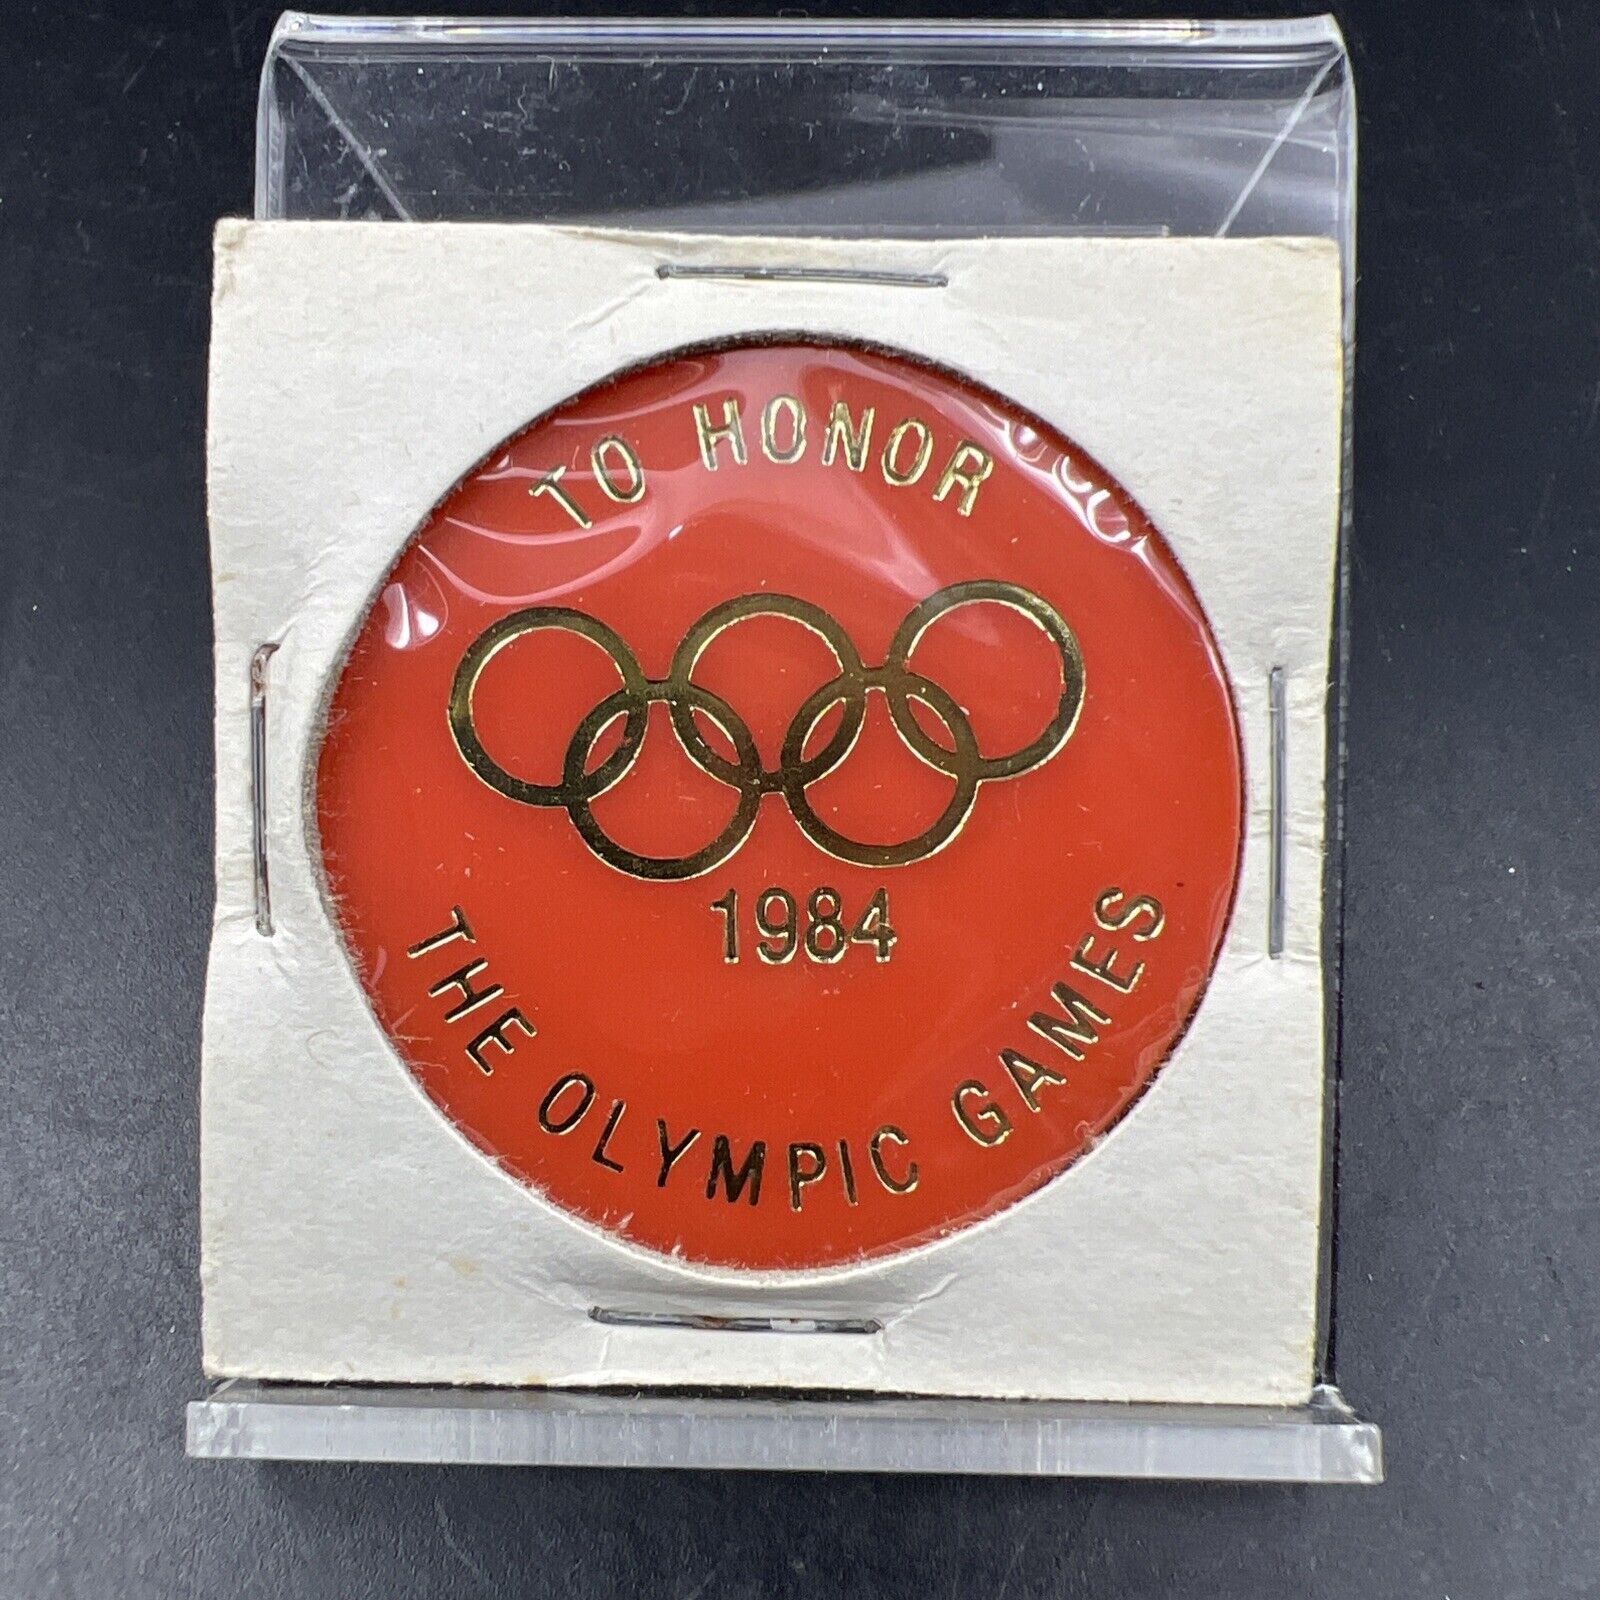 TO HONOR
1984
THE OLYMPIC GAMES